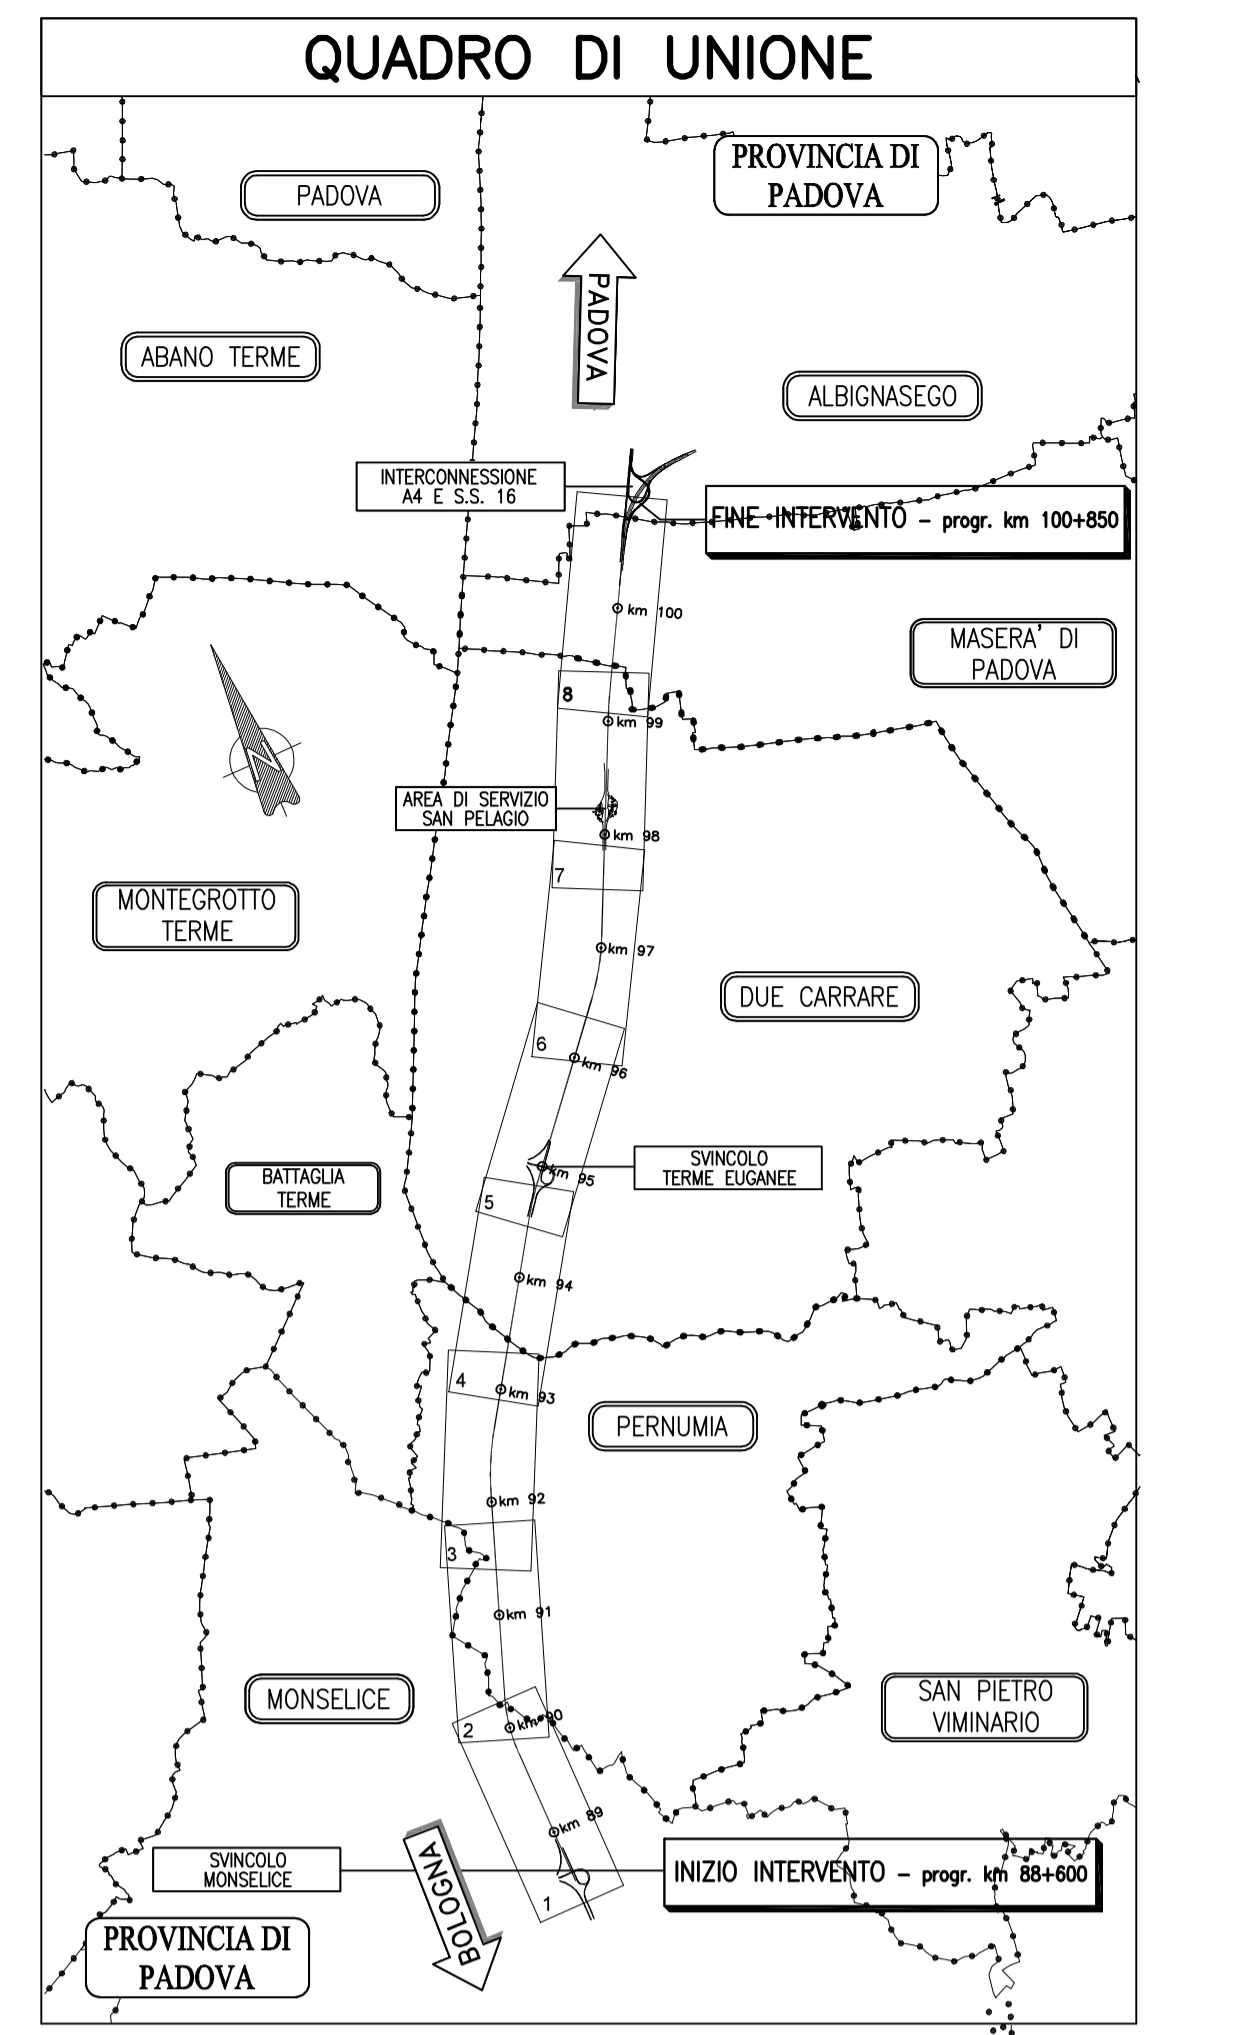 QUADRO DI UNIONE
PROVINCIA DI
PADOVA
PADOVA
PADOVA
ABANO TERME
ALBIGNASEGO
INTERCONNESSIONE
A4 E S.S. 16
FINE INTERVENTO - progr. km 100+850
km 100
MASERA' DI
PADOVA
8
km 99
N
AREA DI SERVIZIO
SAN PELAGIO
km 98
7
MONTEGROTTO
TERME
km 97
DUE CARRARE
6
km 96
SVINCOLO
TERME EUGANEE
km 95
BATTAGLIA
TERME
5
km 94
4
km 93
PERNUMIA
km 92
3
km 91
MONSELICE
SAN PIETRO
VIMINARIO
2
km 90
km 89
SVINCOLO
MONSELICE
BOLOGNA
INIZIO INTERVENTO - progr. km 88+600
1
PROVINCIA DI
PADOVA